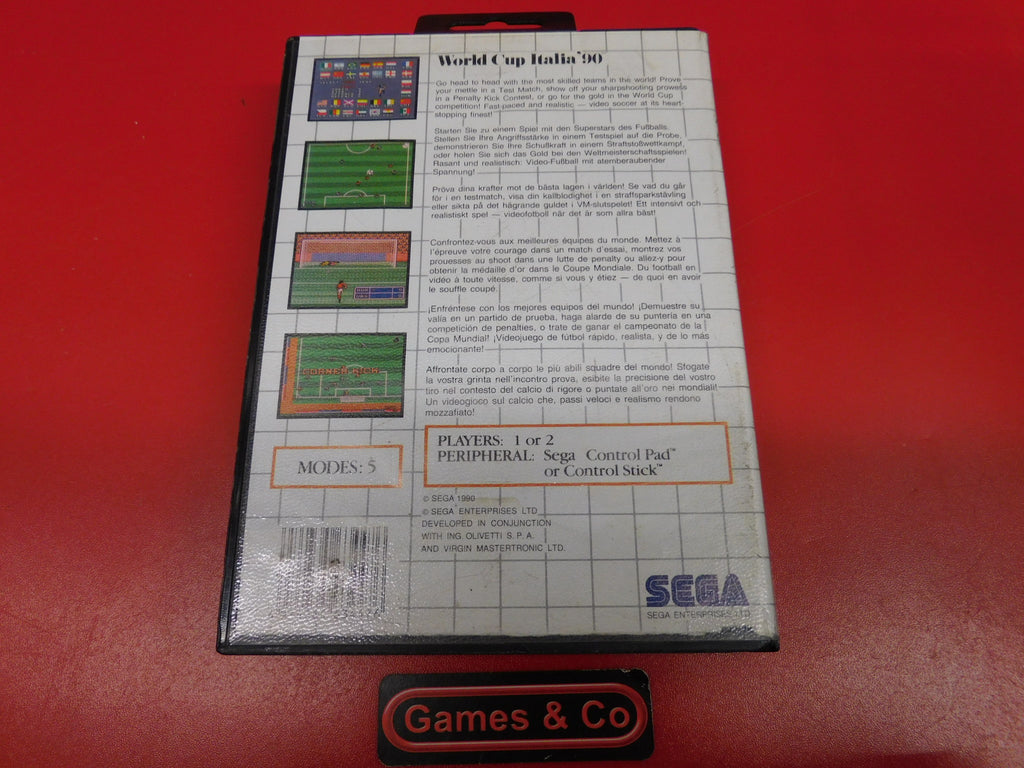 World Cup Italia '90
Go head to head with the most skilled teams in the world! Prove
your mettle in a Test Match, show off your sharpshooting prowess
in a Penalty Kick Contest, or go for the gold in the World Cup
competition! Fast-paced and realistic — video soccer at its heart-
stopping finest!
Starten Sie zu einem Spiel mit den Superstars des Fußballs.
Stellen Sie Ihre Angriffsstärke in einem Testspiel auf die Probe,
demonstrieren Sie Ihre Schußkraft in einem Strafstoßwettkampf,
oder holen Sie sich das Gold bei den Weltmeisterschaftsspielen!
Rasant und realistisch: Video-Fußball mit atemberaubender
Spannung!
Pröva dina krafter mot de bästa lagen i världen! Se vad du går
för i en testmatch, visa din kallblodighet i en straffsparkstävling
eller sikta på det hägrande guldet i VM-slutspelet! Ett intensivt och
realistiskt spel — videofotboll när det är som allra bäst!
Confrontez-vous aux meilleures équipes du monde. Mettez à
l'épreuve votre courage dans un match d'essai, montrez vos
prouesses au shoot dans une lutte de penalty ou allez-y pour
obtenir la médaille d'or dans le Coupe Mondiale. Du football en
vidéo à toute vitesse, comme si vous y étiez — de quoi en avoir
le souffle coupé.
¡Enfréntese con los mejores equipos del mundo! ¡Demuestre su
valía en un partido de prueba, haga alarde de su puntería en una
competición de penalties, o trate de ganar el campeonato de la
Copa Mundial! ¡Videojuego de fútbol rápido, realista, y de lo más
emocionante!
Affrontate corpo a corpo le più abili squadre del mondo! Sfogate
la vostra grinta nell'incontro prova, esibite la precisione del vostro
tiro nel contesto del calcio di rigore o puntate all'oro nei mondiali!
Un videogioco sul calcio che, passi veloci e realismo rendono
mozzafiato!
CORNER KICK
MODES: 5
PLAYERS: 1 or 2
PERIPHERAL: Sega Control Pad™
or Control Stick™
© SEGA 1990
© SEGA ENTERPRISES LTD
DEVELOPED IN CONJUNCTION
WITH ING. OLIVETTI S.P.A.
AND VIRGIN MASTERTRONIC LTD.
SEGA
SEGA ENTERPRISES LTD
Games & Co